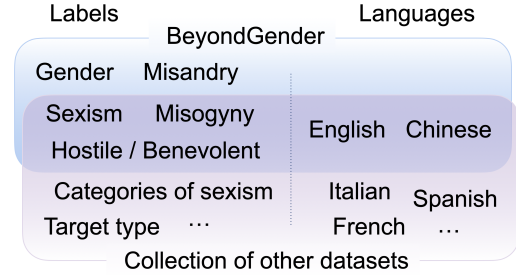 Labels Languages
BeyondGender
Gender Misandry
Sexism Misogyny
English Chinese
Hostile / Benevolent
Categories of sexism Italian Spanish
Target type ... French ...
Collection of other datasets